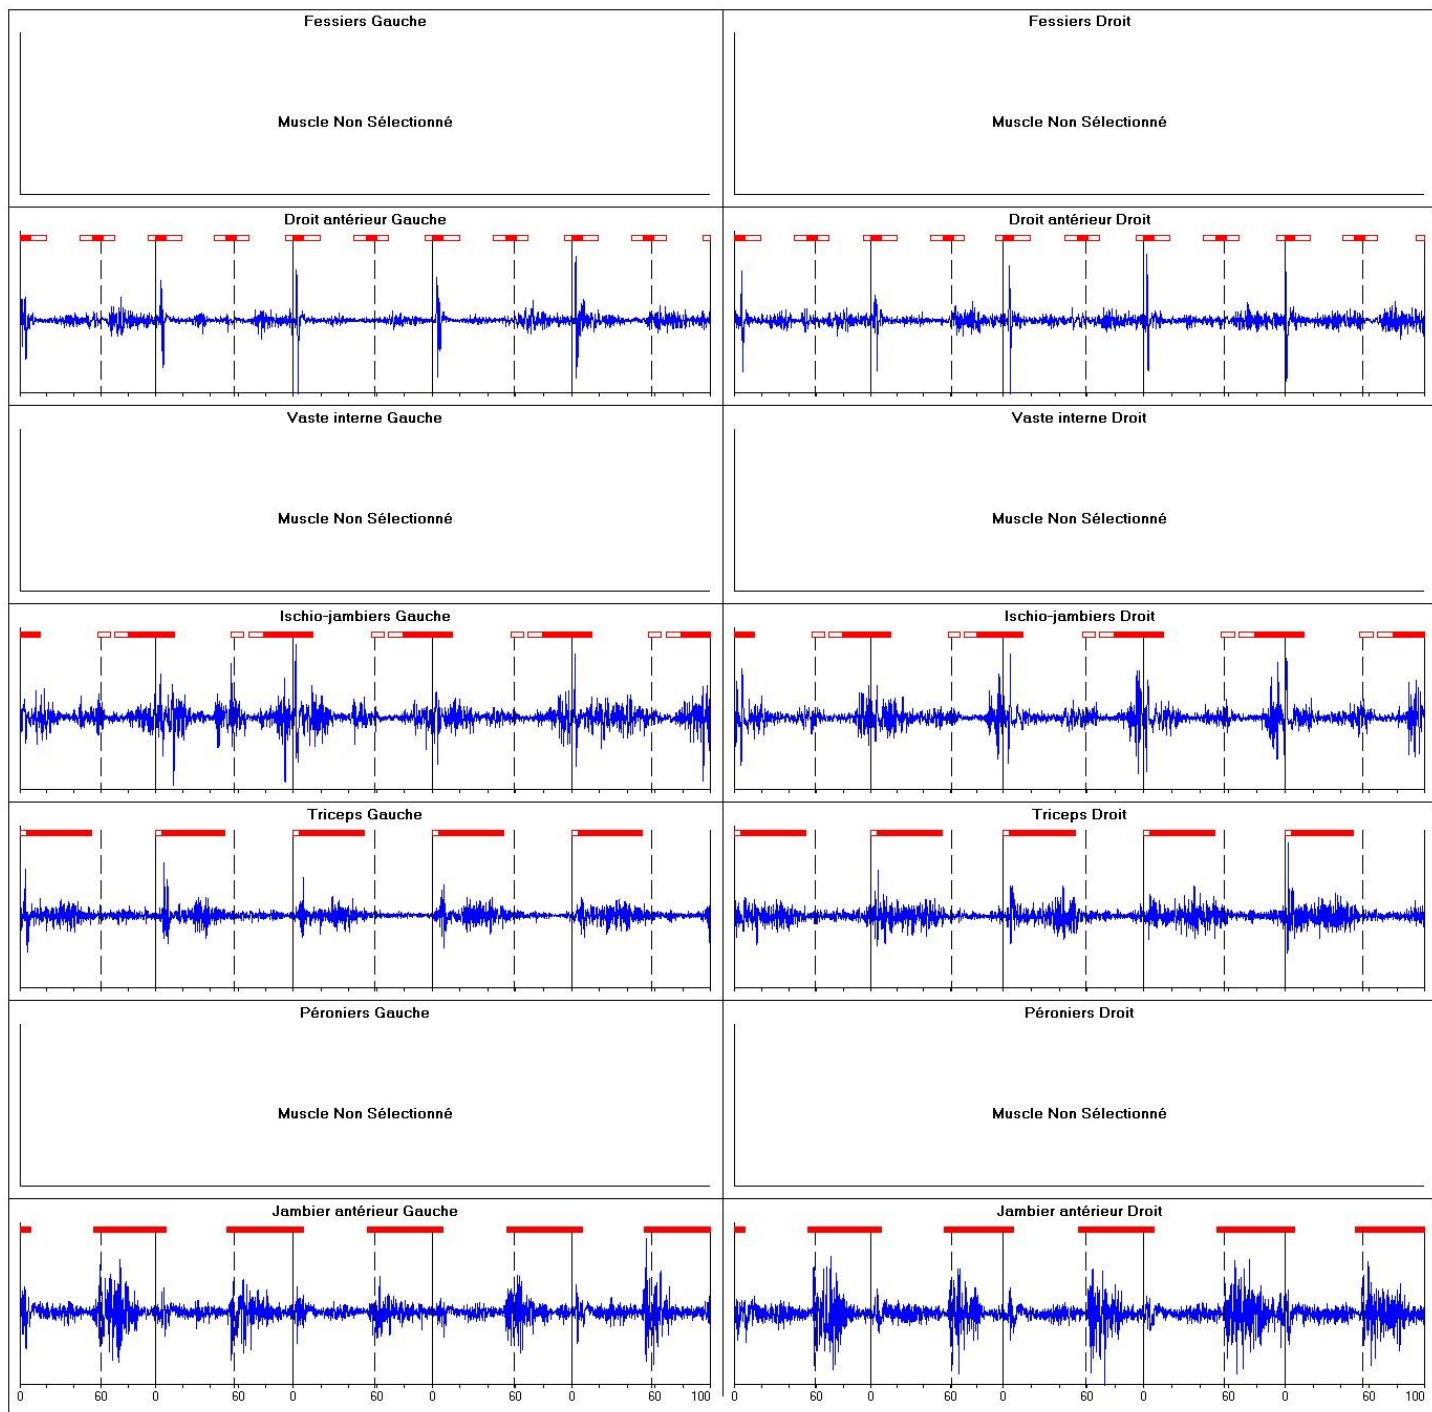 Fessiers Gauche
Fessiers Droit
Muscle Non Sélectionné
Muscle Non Sélectionné
Droit antérieur Gauche
Droit antérieur Droit
Vaste interne Gauche
Vaste interne Droit
Muscle Non Sélectionné
Muscle Non Sélectionné
Ischio-jambiers Gauche
Ischio-jambiers Droit
Triceps Gauche
Triceps Droit
Péroniers Gauche
Péroniers Droit
Muscle Non Sélectionné
Muscle Non Sélectionné
Jambier antérieur Gauche
Jambier antérieur Droit
0 60 0 60 0 60 0 60 0 60 100
0 60 0 60 0 60 0 60 0 60 100